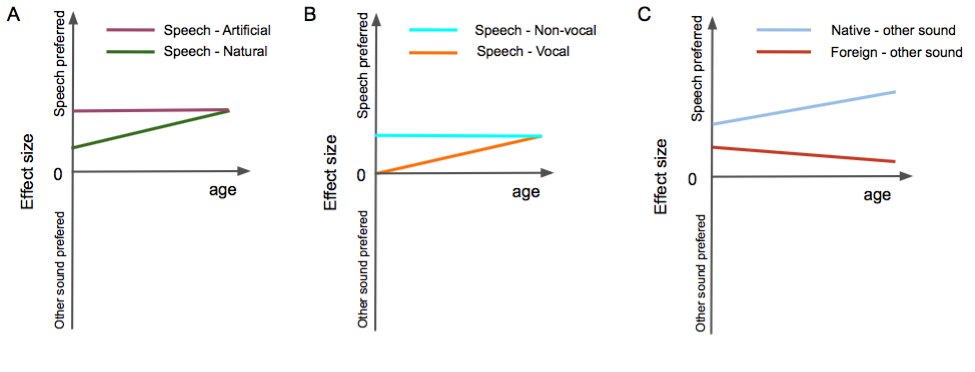 A
Speech preferred
Effect size
Other sound prefered
0
age
Speech - Artificial
Speech - Natural
B
Speech preferred
Effect size
Other sound prefered
0
age
Speech - Non-vocal
Speech - Vocal
C
Speech preferred
Effect size
Other sound prefered
0
age
Native - other sound
Foreign - other sound